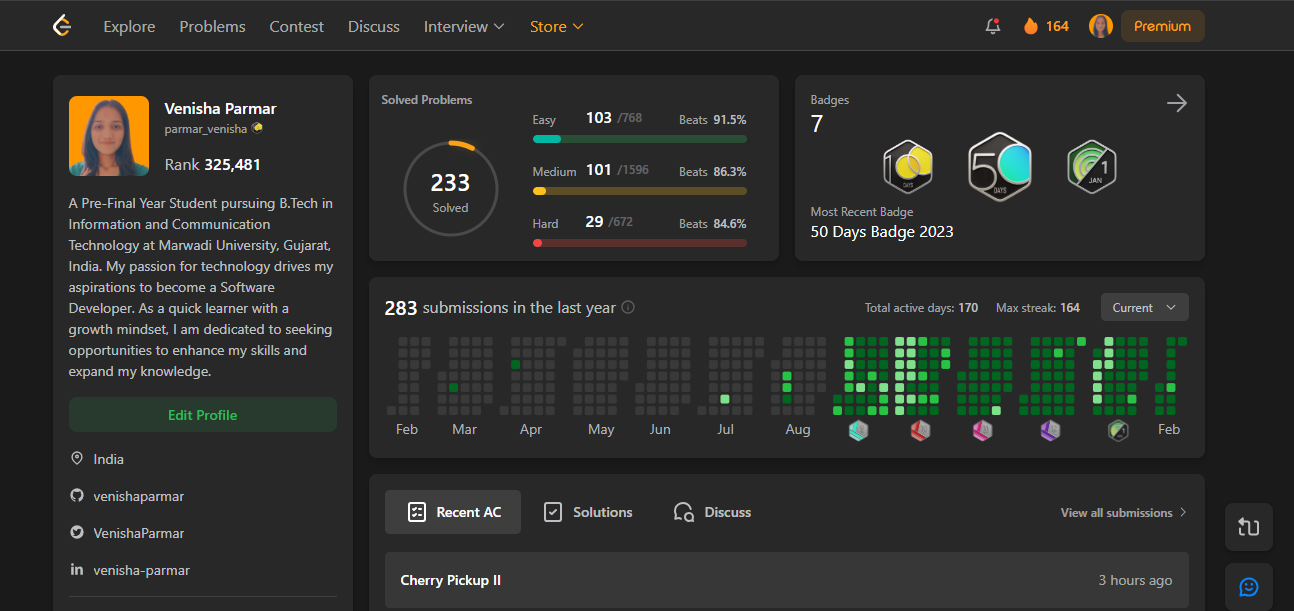 Explore Problems Contest Discuss Interview Store 164 Premium
Venisha Parmar
parmar_venisha
Rank 325,481
A Pre-Final Year Student pursuing B.Tech in
Information and Communication
Technology at Marwadi University, Gujarat,
India. My passion for technology drives my
aspirations to become a Software
Developer. As a quick learner with a
growth mindset, I am dedicated to seeking
opportunities to enhance my skills and
expand my knowledge.
Edit Profile
India
venishaparmar
VenishaParmar
venisha-parmar
Solved Problems
233
Solved
Easy 103 /768 Beats 91.5%
Medium 101 /1596 Beats 86.3%
Hard 29 /672 Beats 84.6%
Badges
7
100 DAYS
50 DAYS
1 JAN
Most Recent Badge
50 Days Badge 2023
283 submissions in the last year Total active days: 170 Max streak: 164 Current
Feb Mar Apr May Jun Jul Aug Feb
Recent AC Solutions Discuss View all submissions
Cherry Pickup II 3 hours ago